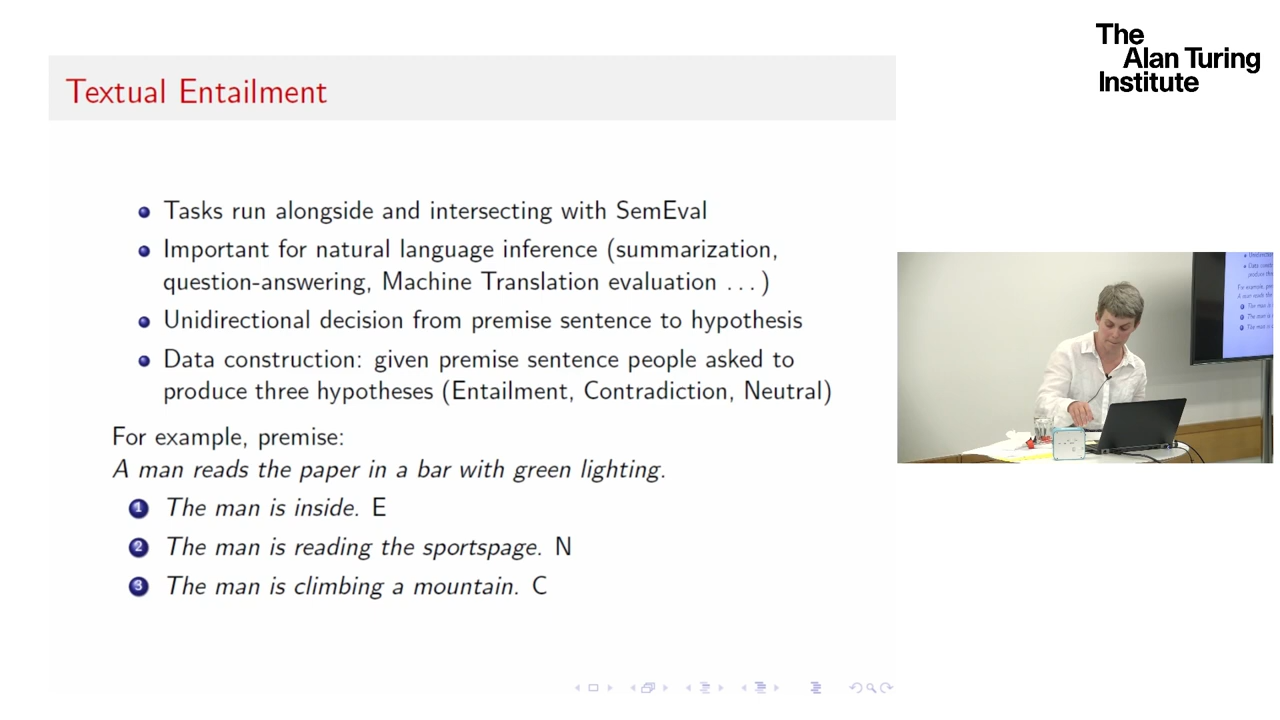 The
Alan Turing
Institute
Textual Entailment
Tasks run alongside and intersecting with SemEval
Important for natural language inference (summarization,
question-answering, Machine Translation evaluation ...)
Unidirectional decision from premise sentence to hypothesis
Data construction: given premise sentence people asked to
produce three hypotheses (Entailment, Contradiction, Neutral)
For example, premise:
A man reads the paper in a bar with green lighting.
1 The man is inside. E
2 The man is reading the sportspage. N
3 The man is climbing a mountain. C